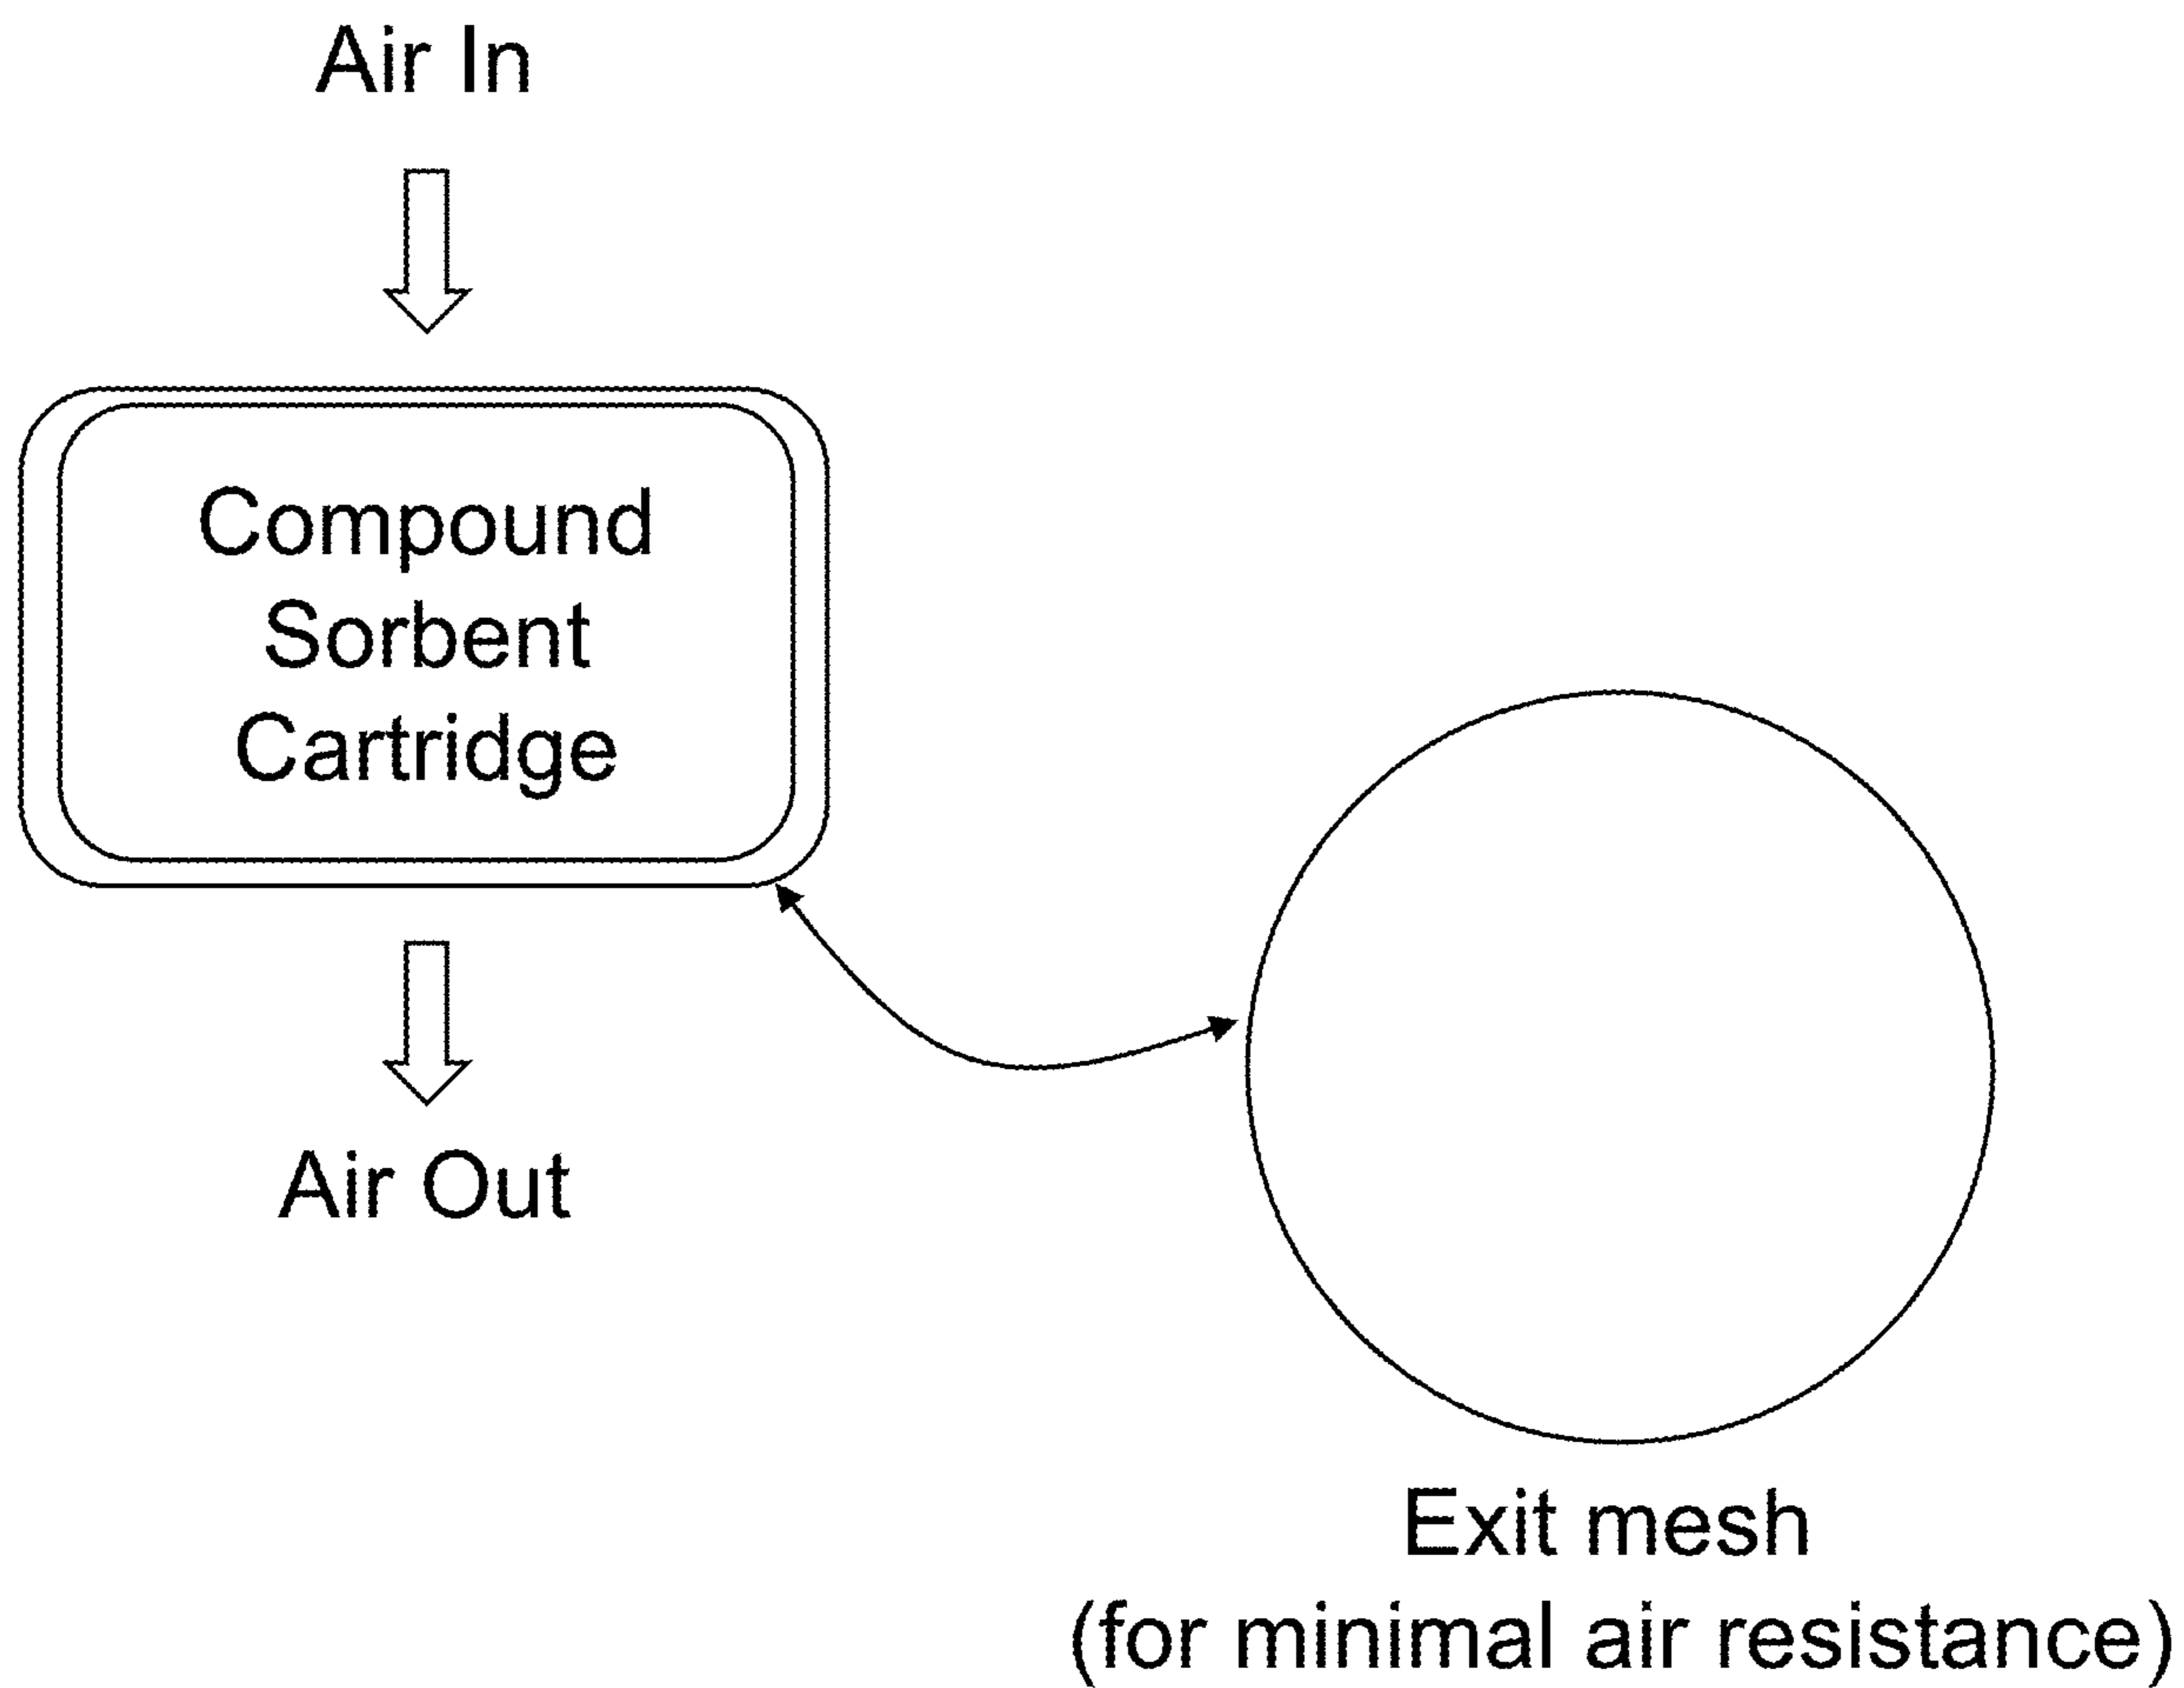 Air In
Compound
Sorbent
Cartridge
Air Out
Exit mesh
(for minimal air resistance)